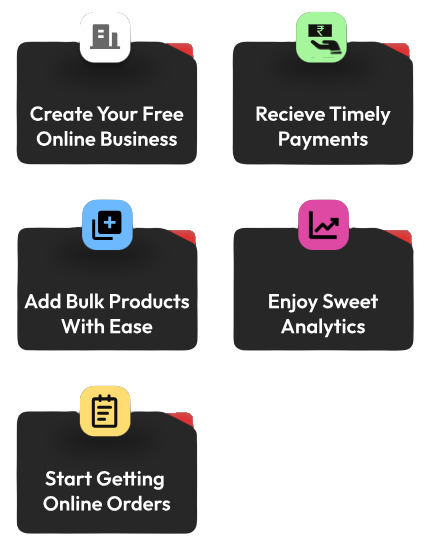 Create Your Free
Online Business
Recieve Timely
Payments
Add Bulk Products
With Ease
Enjoy Sweet
Analytics
Start Getting
Online Orders